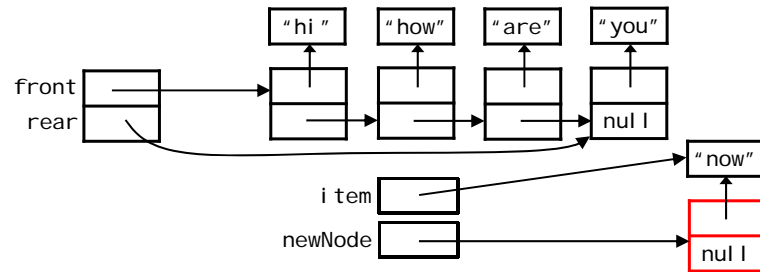 “hi” “how” “are” “you”
front
rear
null
“now”
item
newNode
null